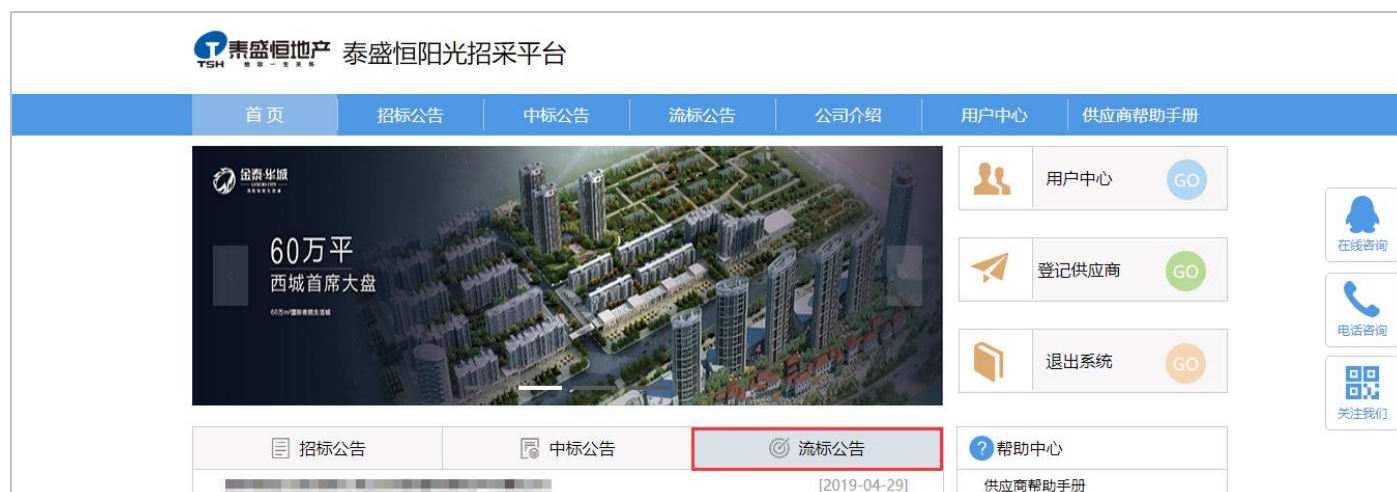 泰盛恒地产 泰盛恒阳光招采平台
TSH
首页 招标公告 中标公告 流标公告 公司介绍 用户中心 供应商帮助手册
金泰·华城
60万平
西城首席大盘
用户中心 GO
登记供应商 GO
退出系统 GO
在线咨询
电话咨询
关注我们
招标公告 中标公告 流标公告
帮助中心
[2019-04-29]
供应商帮助手册